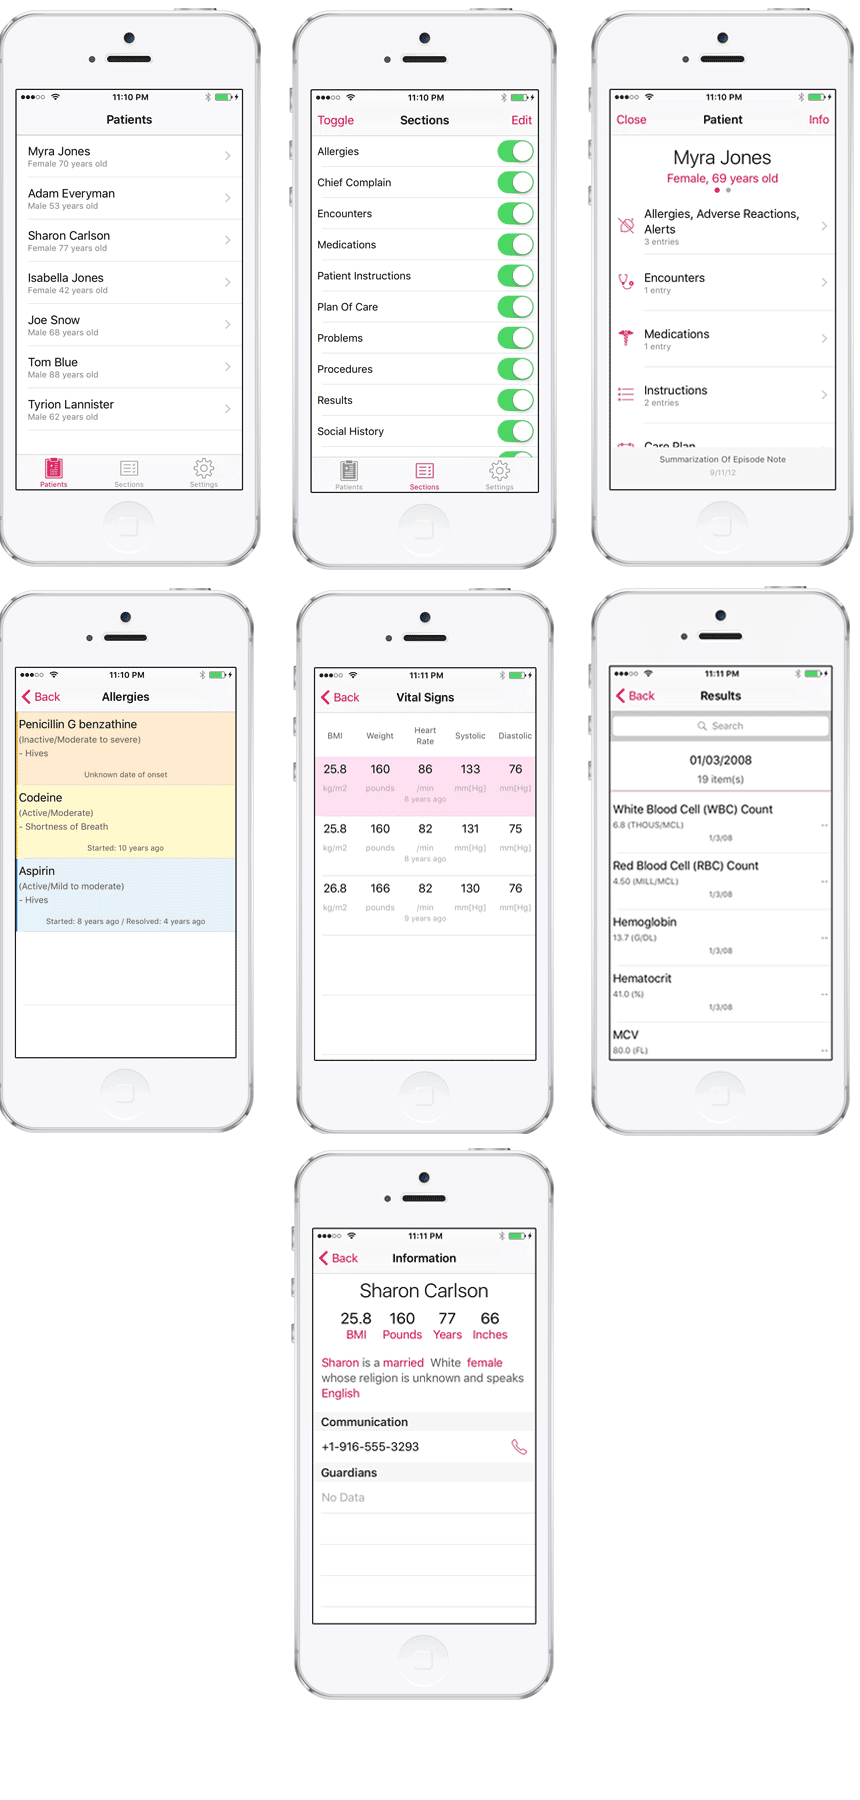 11:10 PM
Patients
Myra Jones
Female 70 years old
Adam Everyman
Male 53 years old
Sharon Carlson
Female 77 years old
Isabella Jones
Female 42 years old
Joe Snow
Male 68 years old
Tom Blue
Male 88 years old
Tyrion Lannister
Male 62 years old
Patients Sections Settings
11:10 PM
Toggle Sections Edit
Allergies
Chief Complain
Encounters
Medications
Patient Instructions
Plan Of Care
Problems
Procedures
Results
Social History
Patients Sections Settings
11:10 PM
Close Patient Info
Myra Jones
Female, 69 years old
Allergies, Adverse Reactions,
Alerts
3 entries
Encounters
1 entry
Medications
1 entry
Instructions
2 entries
Care Plan
Summarization Of Episode Note
9/11/12
11:10 PM
Back Allergies
Penicillin G benzathine
(Inactive/Moderate to severe)
- Hives
Unknown date of onset
Codeine
(Active/Moderate)
- Shortness of Breath
Started: 10 years ago
Aspirin
(Active/Mild to moderate)
- Hives
Started: 8 years ago / Resolved: 4 years ago
11:11 PM
Back Vital Signs
BMI Weight Heart Rate Systolic Diastolic
25.8 160 86 133 76
kg/m2 pounds /min mm[Hg] mm[Hg]
8 years ago
25.8 160 82 131 75
kg/m2 pounds /min mm[Hg] mm[Hg]
8 years ago
26.8 166 82 130 76
kg/m2 pounds /min mm[Hg] mm[Hg]
9 years ago
11:11 PM
Back Results
Search
01/03/2008
19 item(s)
White Blood Cell (WBC) Count
6.8 (THOUS/MCL) --
1/3/08
Red Blood Cell (RBC) Count
4.50 (MILL/MCL) --
1/3/08
Hemoglobin
13.7 (G/DL) --
1/3/08
Hematocrit
41.0 (%) --
1/3/08
MCV
80.0 (FL) --
11:11 PM
Back Information
Sharon Carlson
25.8 160 77 66
BMI Pounds Years Inches
Sharon is a married White female
whose religion is unknown and speaks
English
Communication
+1-916-555-3293
Guardians
No Data